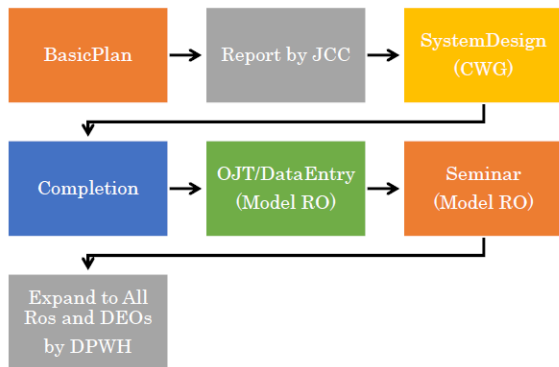 BasicPlan
Report by JCC
SystemDesign
(CWG)
Completion
OJT/DataEntry
(Model RO)
Seminar
(Model RO)
Expand to All
Ros and DEOs
by DPWH